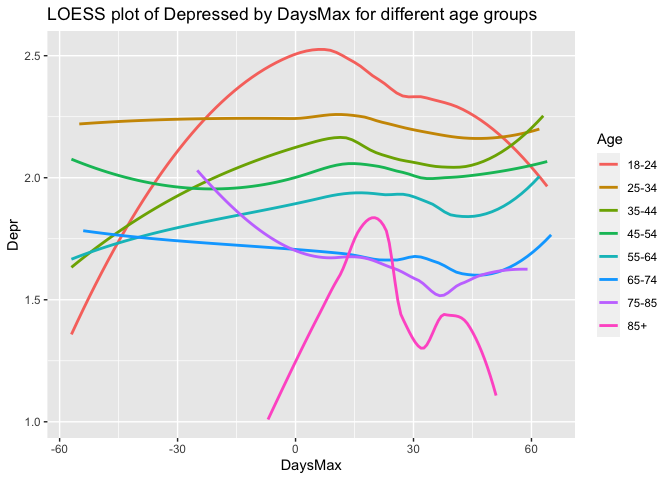 LOESS plot of Depressed by DaysMax for different age groups
2.5
2.0
1.5
1.0
Depr
-60 -30 0 30 60
DaysMax
Age
18-24
25-34
35-44
45-54
55-64
65-74
75-85
85+